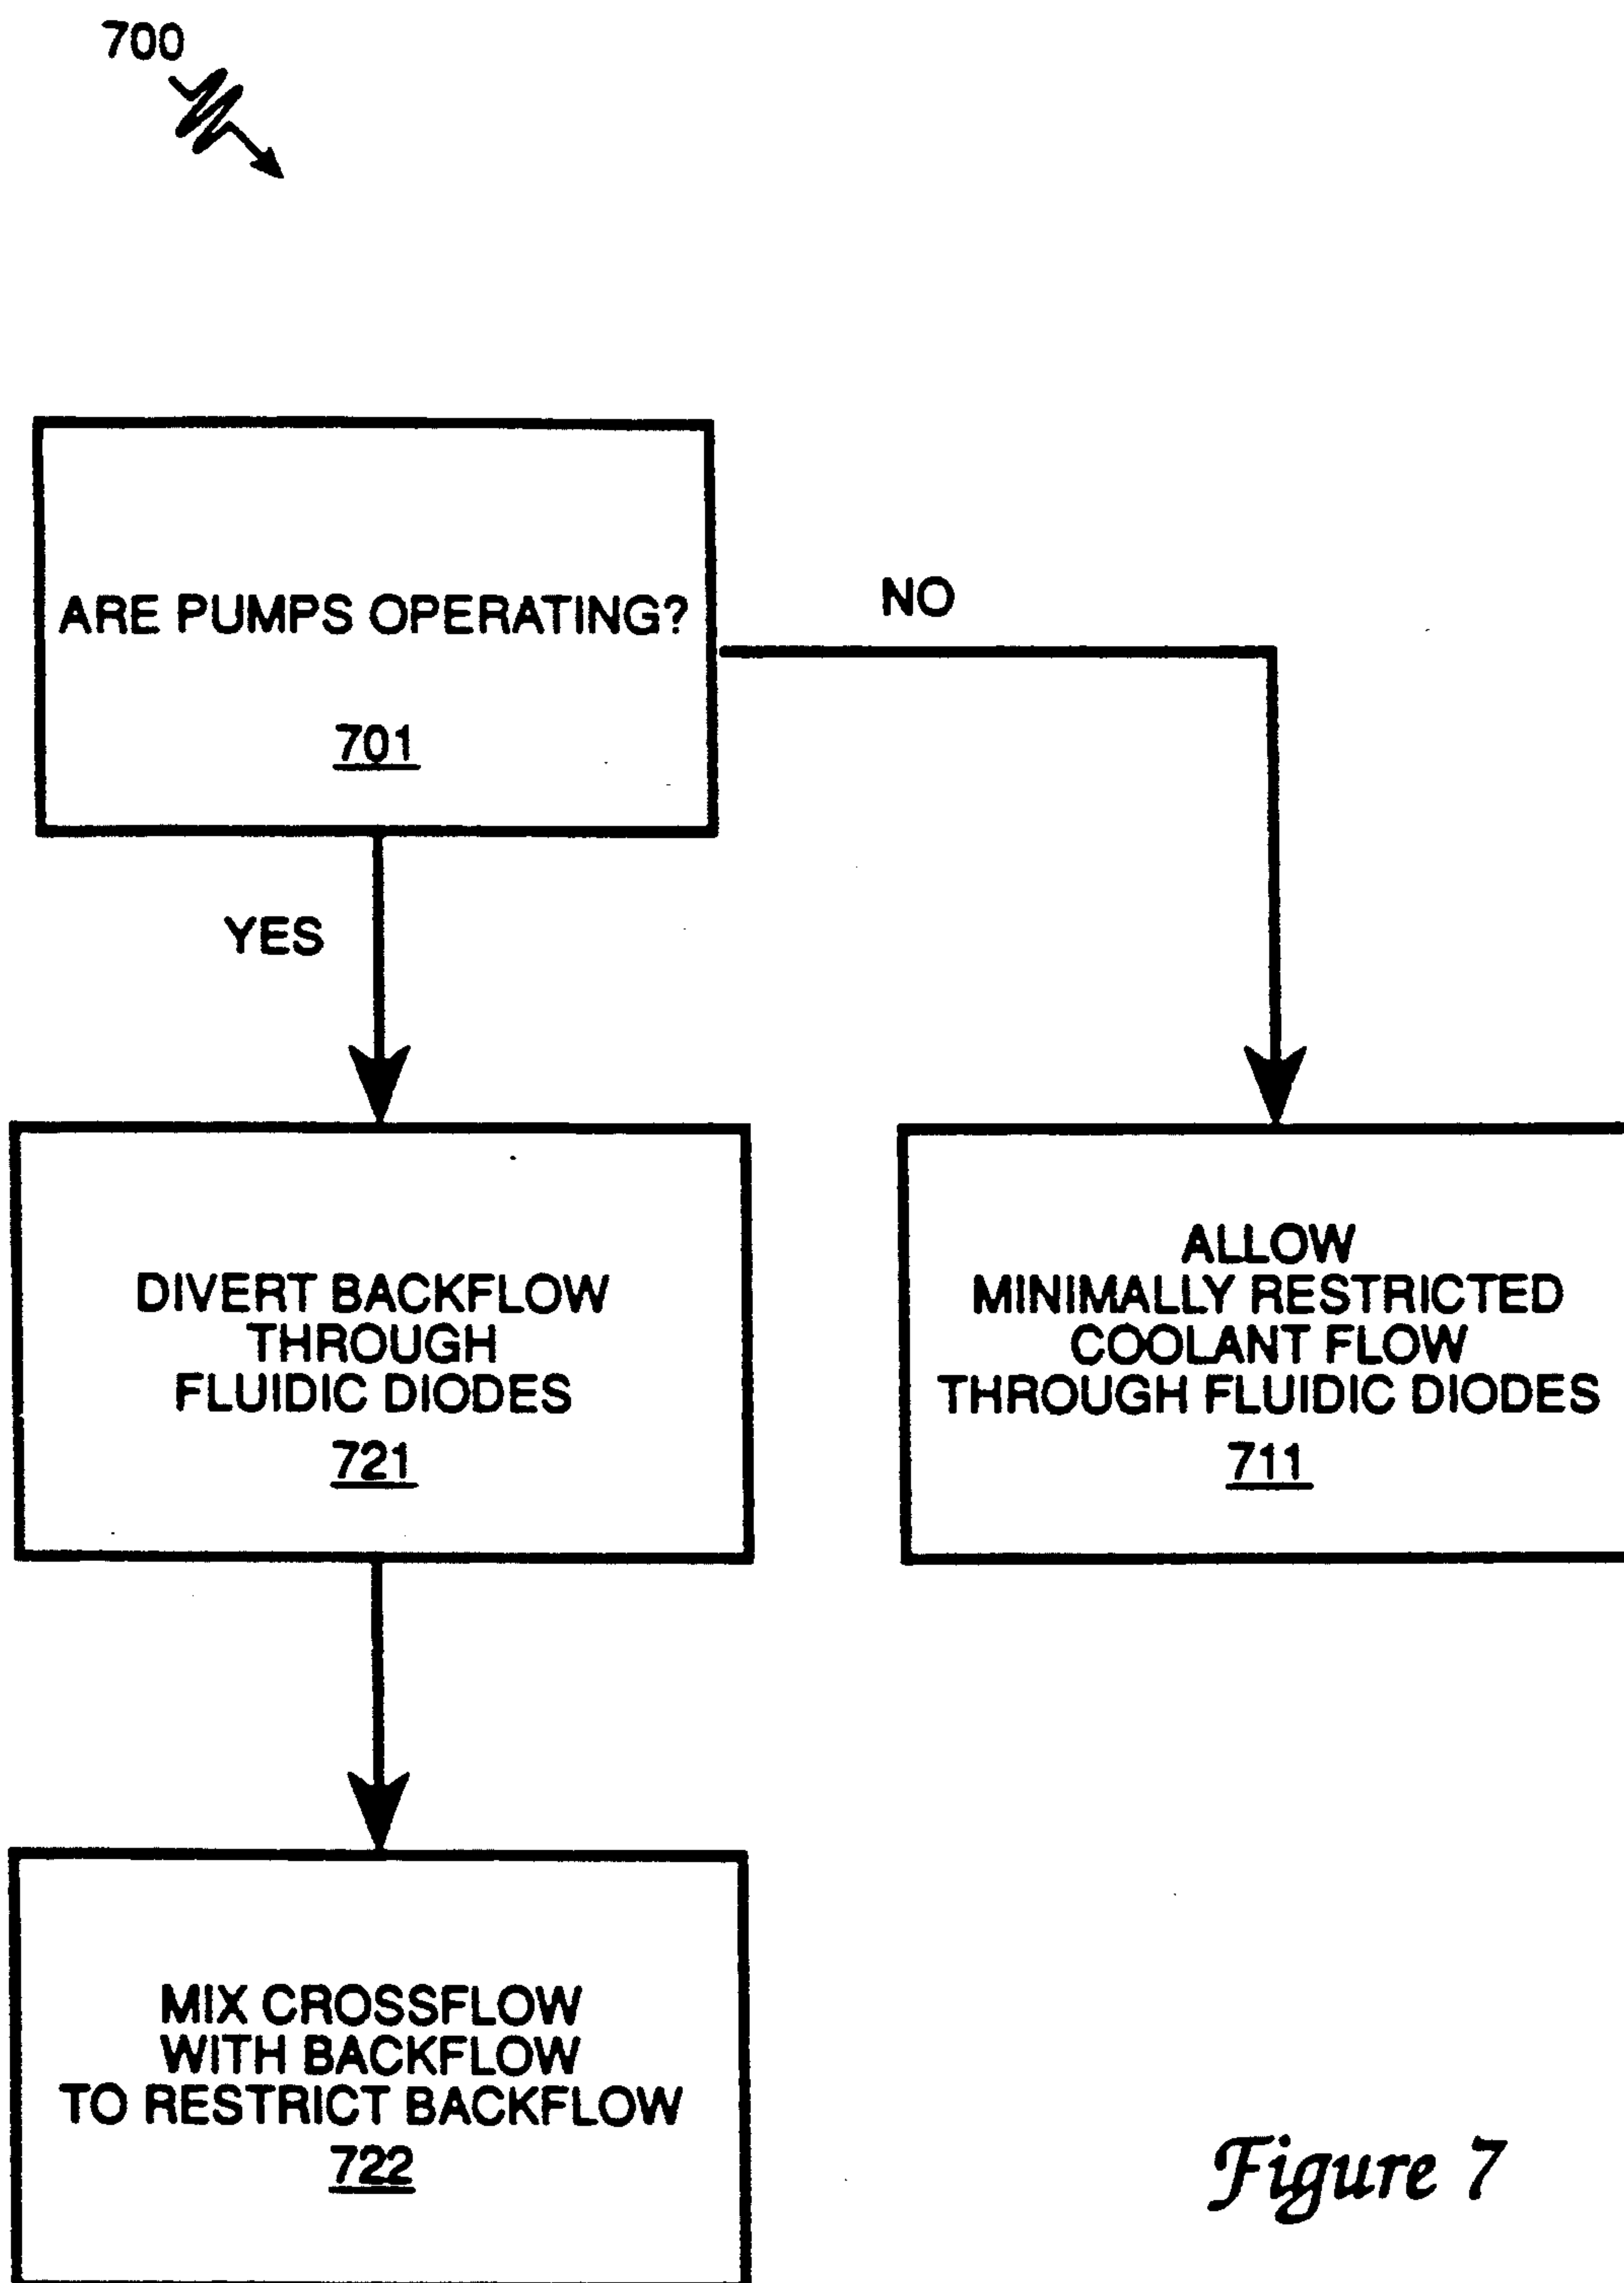 700
ARE PUMPS OPERATING?
701
NO
YES
DIVERT BACKFLOW
THROUGH
FLUIDIC DIODES
721
ALLOW
MINIMALLY RESTRICTED
COOLANT FLOW
THROUGH FLUIDIC DIODES
711
MIX CROSSFLOW
WITH BACKFLOW
TO RESTRICT BACKFLOW
722
Figure 7